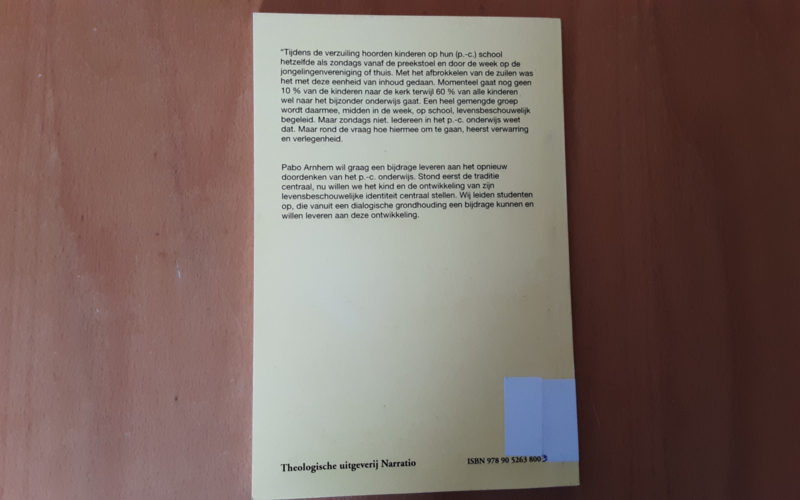 "Tijdens de verzuiling hoorden kinderen op hun (p.-c.) school
hetzelfde als zondags vanaf de preekstoel en door de week op de
jongelingenvereniging of thuis. Met het afbrokkelen van de zuilen was
het met deze eenheid van inhoud gedaan. Momenteel gaat nog geen
10 % van de kinderen naar de kerk terwijl 60 % van alle kinderen
wel naar het bijzonder onderwijs gaat. Een heel gemengde groep
wordt daarmee, midden in de week, op school, levensbeschouwelijk
begeleid. Maar zondags niet. Iedereen in het p.-c. onderwijs weet
dat. Maar rond de vraag hoe hiermee om te gaan, heerst verwarring
en verlegenheid.
Pabo Arnhem wil graag een bijdrage leveren aan het opnieuw
doordenken van het p.-c. onderwijs. Stond eerst de traditie
centraal, nu willen we het kind en de ontwikkeling van zijn
levensbeschouwelijke identiteit centraal stellen. Wij leiden studenten
op, die vanuit een dialogische grondhouding een bijdrage kunnen en
willen leveren aan deze ontwikkeling.
Theologische uitgeverij Narratio
ISBN 978 90 5263 800 3